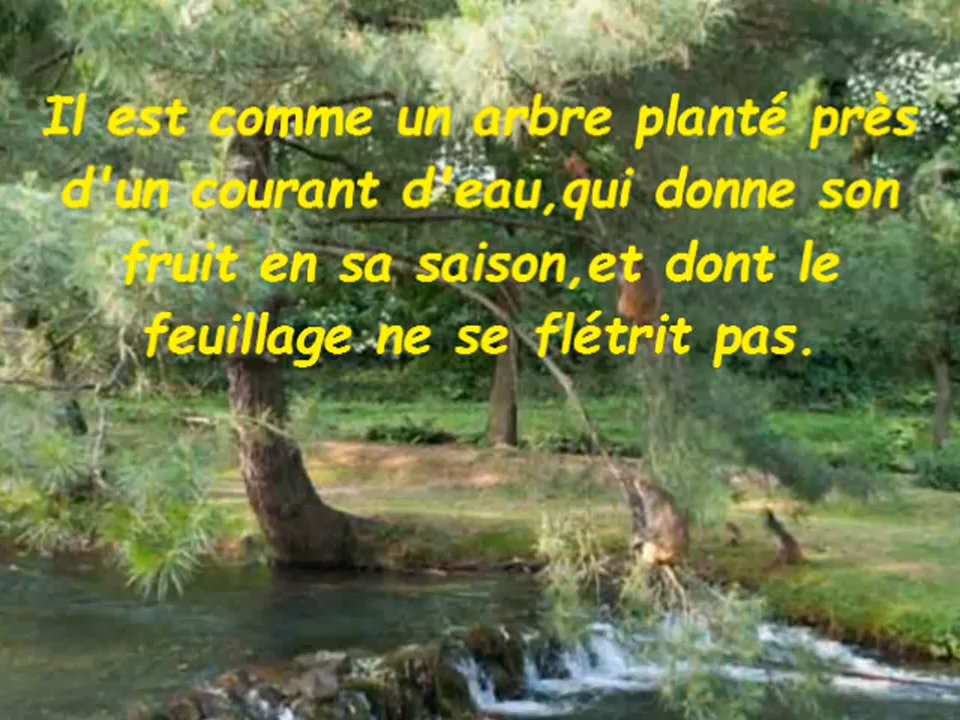 Il est comme un arbre planté près
d'un courant d'eau,qui donne son
fruit en sa saison,et dont le
feuillage ne se flétrit pas.